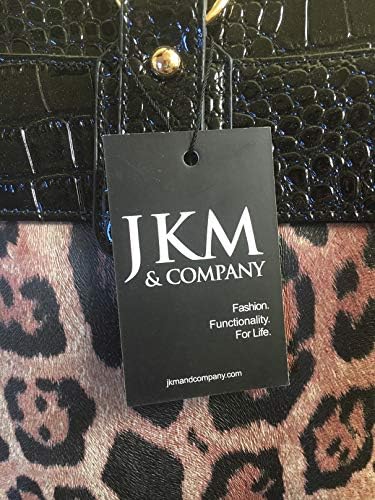 JKM
& COMPANY
Fashion.
Functionality.
For Life.
jkmandcompany.com